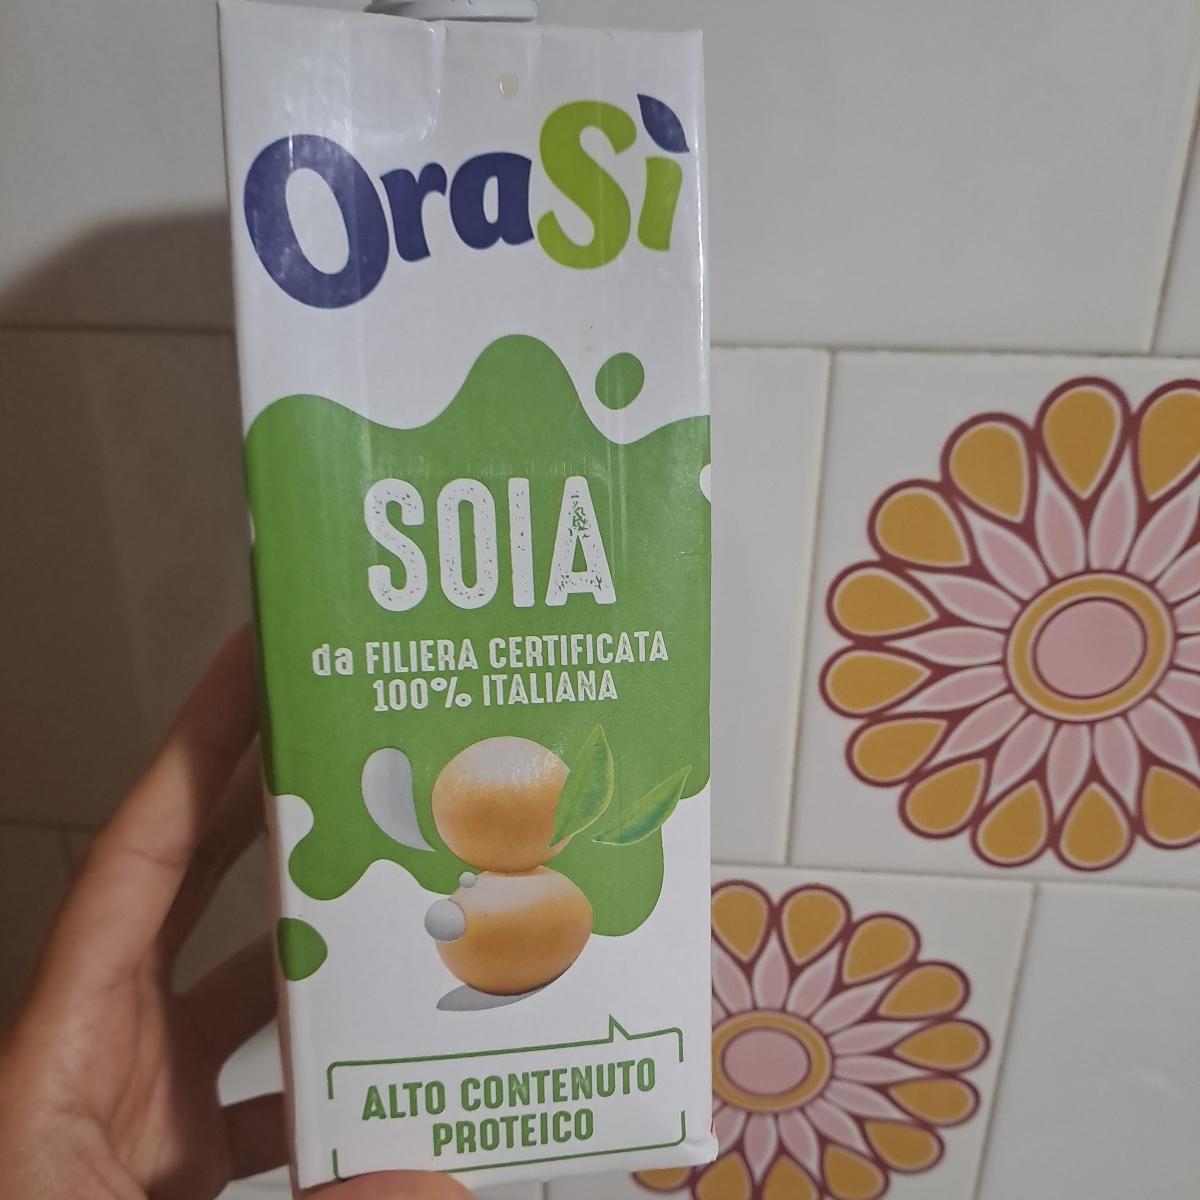 OraSì
SOIA
da FILIERA CERTIFICATA
100% ITALIANA
ALTO CONTENUTO
PROTEICO